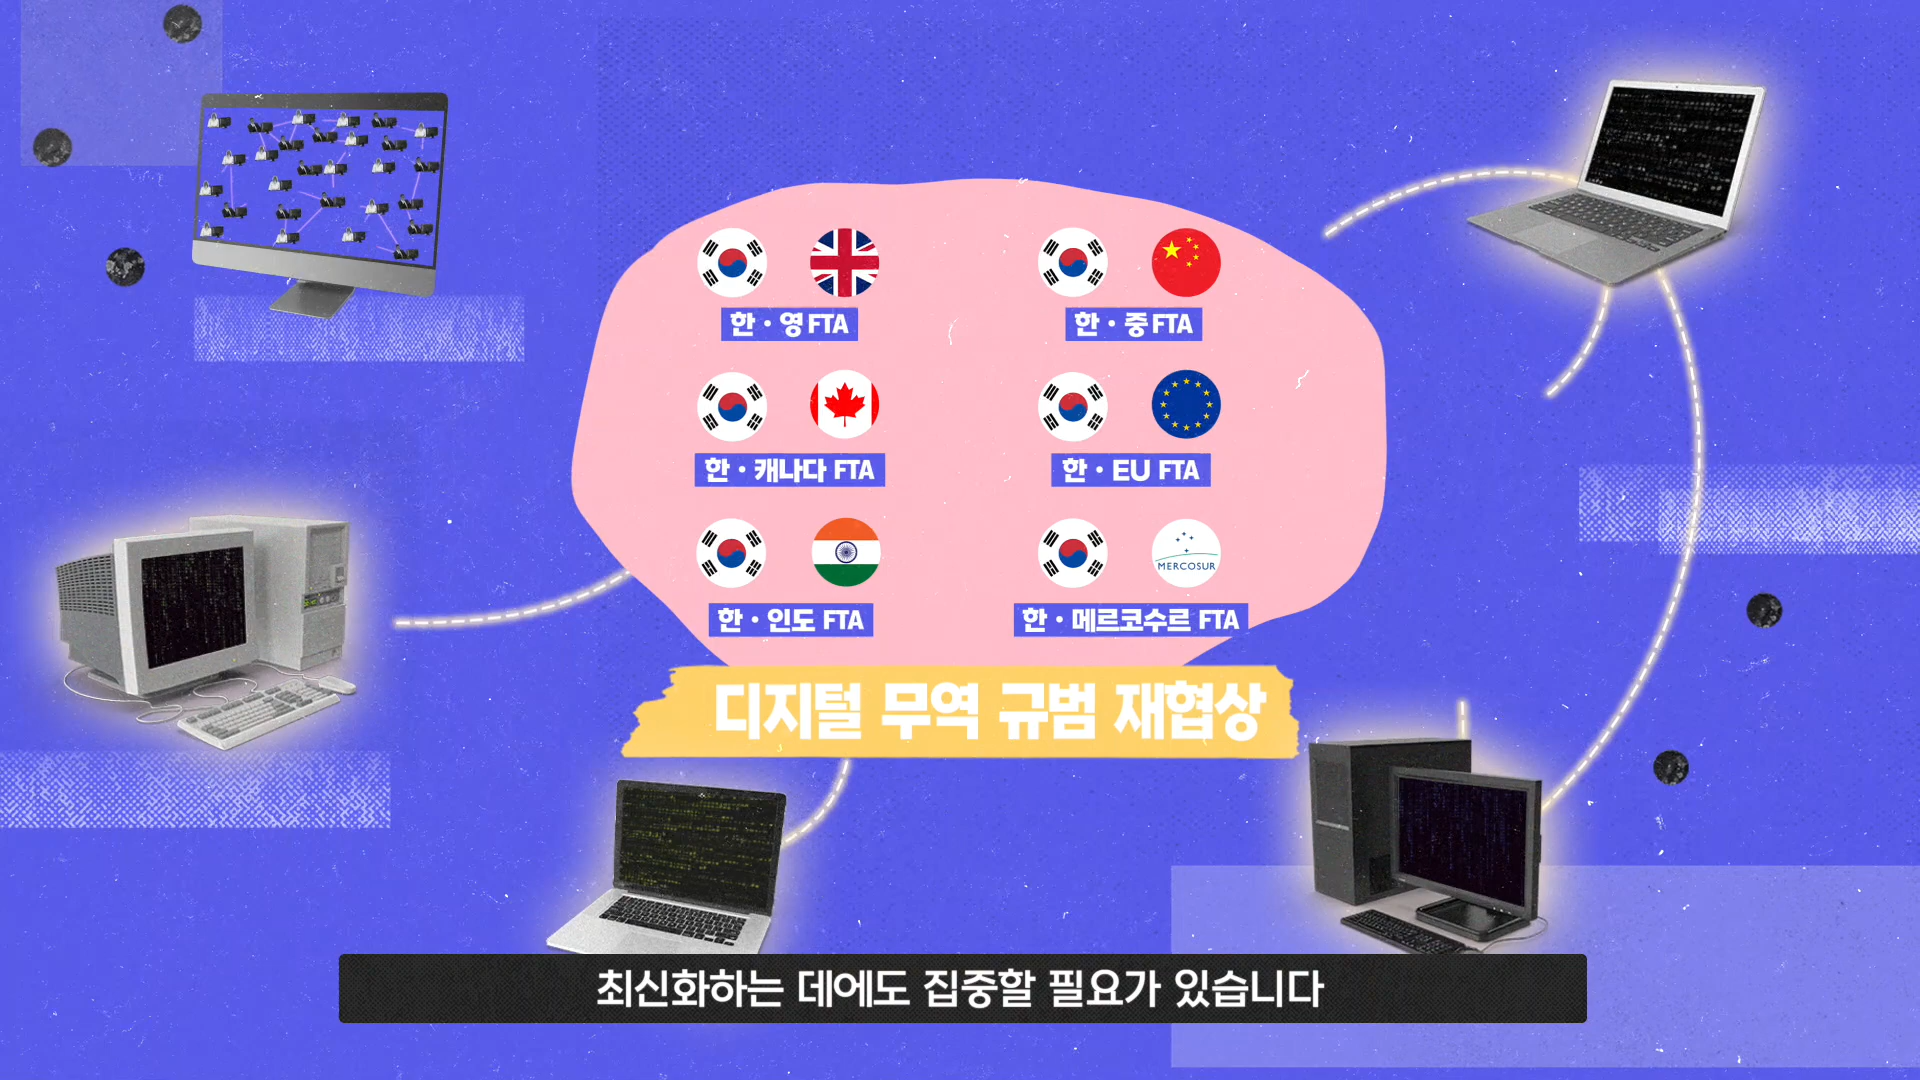 한·영 FTA
한·중 FTA
한·캐나다 FTA
한·EU FTA
MERCOSUR
한·인도 FTA
한·메르코수르 FTA
디지털 무역 규범 재협상
최신화하는 데에도 집중할 필요가 있습니다